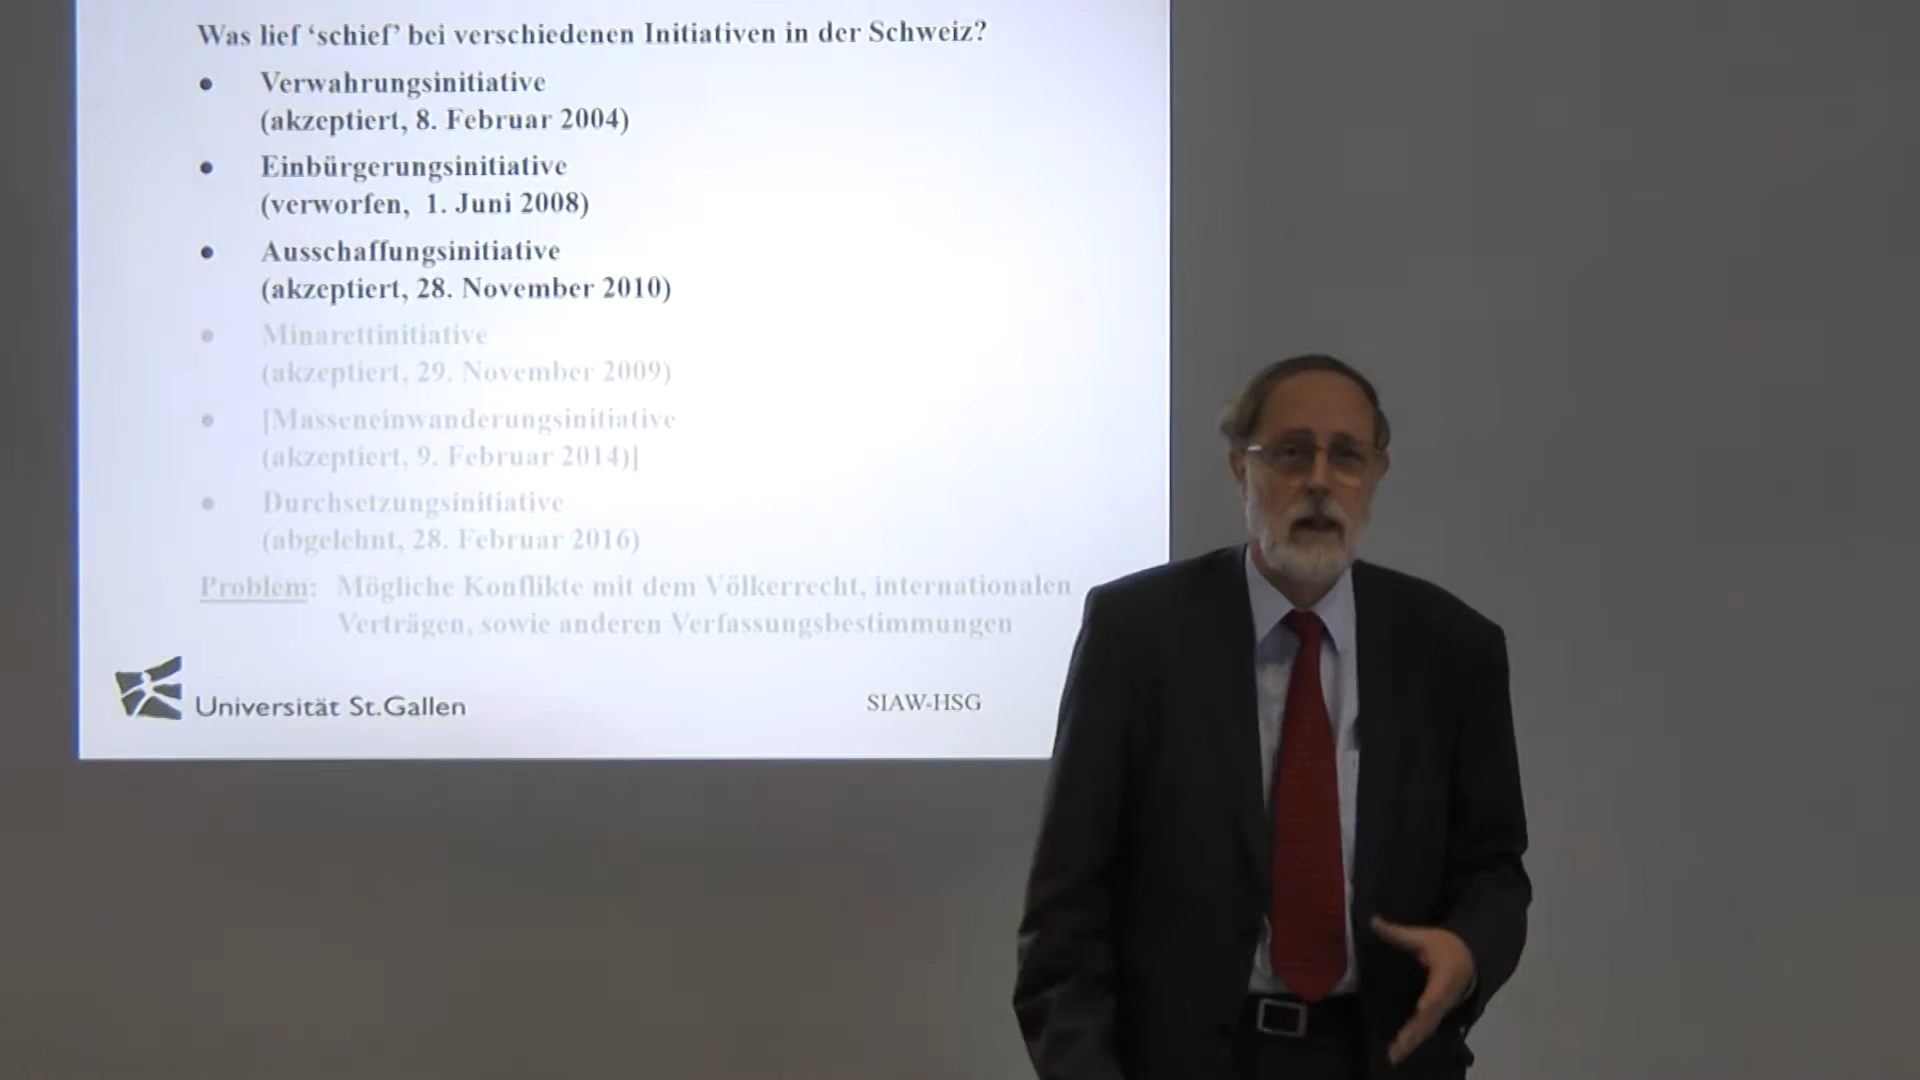 Was lief ‘schief’ bei verschiedenen Initiativen in der Schweiz?
• Verwahrungsinitiative
(akzeptiert, 8. Februar 2004)
• Einbürgerungsinitiative
(verworfen, 1. Juni 2008)
• Ausschaffungsinitiative
(akzeptiert, 28. November 2010)
• Minarettinitiative
(akzeptiert, 29. November 2009)
• [Masseneinwanderungsinitiative
(akzeptiert, 9. Februar 2014)]
• Durchsetzungsinitiative
(abgelehnt, 28. Februar 2016)
Problem: Mögliche Konflikte mit dem Völkerrecht, internationalen
Verträgen, sowie anderen Verfassungsbestimmungen
Universität St.Gallen
SIAW-HSG